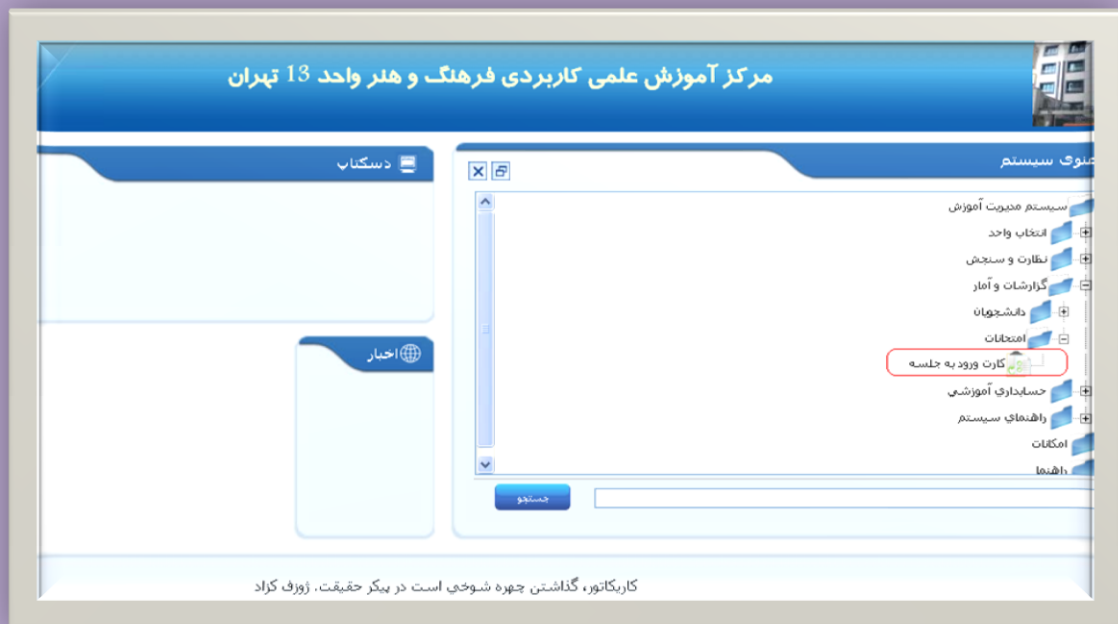 مرکز آموزش علمی کاربردی فرهنگ و هنر واحد 13 تهران
منوی سیستم
سیستم مدیریت آموزش
انتخاب واحد
نظارت و سنجش
گزارشات و آمار
دانشجویان
امتحانات
کارت ورود به جلسه
حسابداري آموزشي
راهنماي سیستم
امکانات
راهنما
جستجو
دسکتاپ
اخبار
کاریکاتور، گذاشتن چهره شوخي است در پیکر حقیقت. ژوزف کزاد